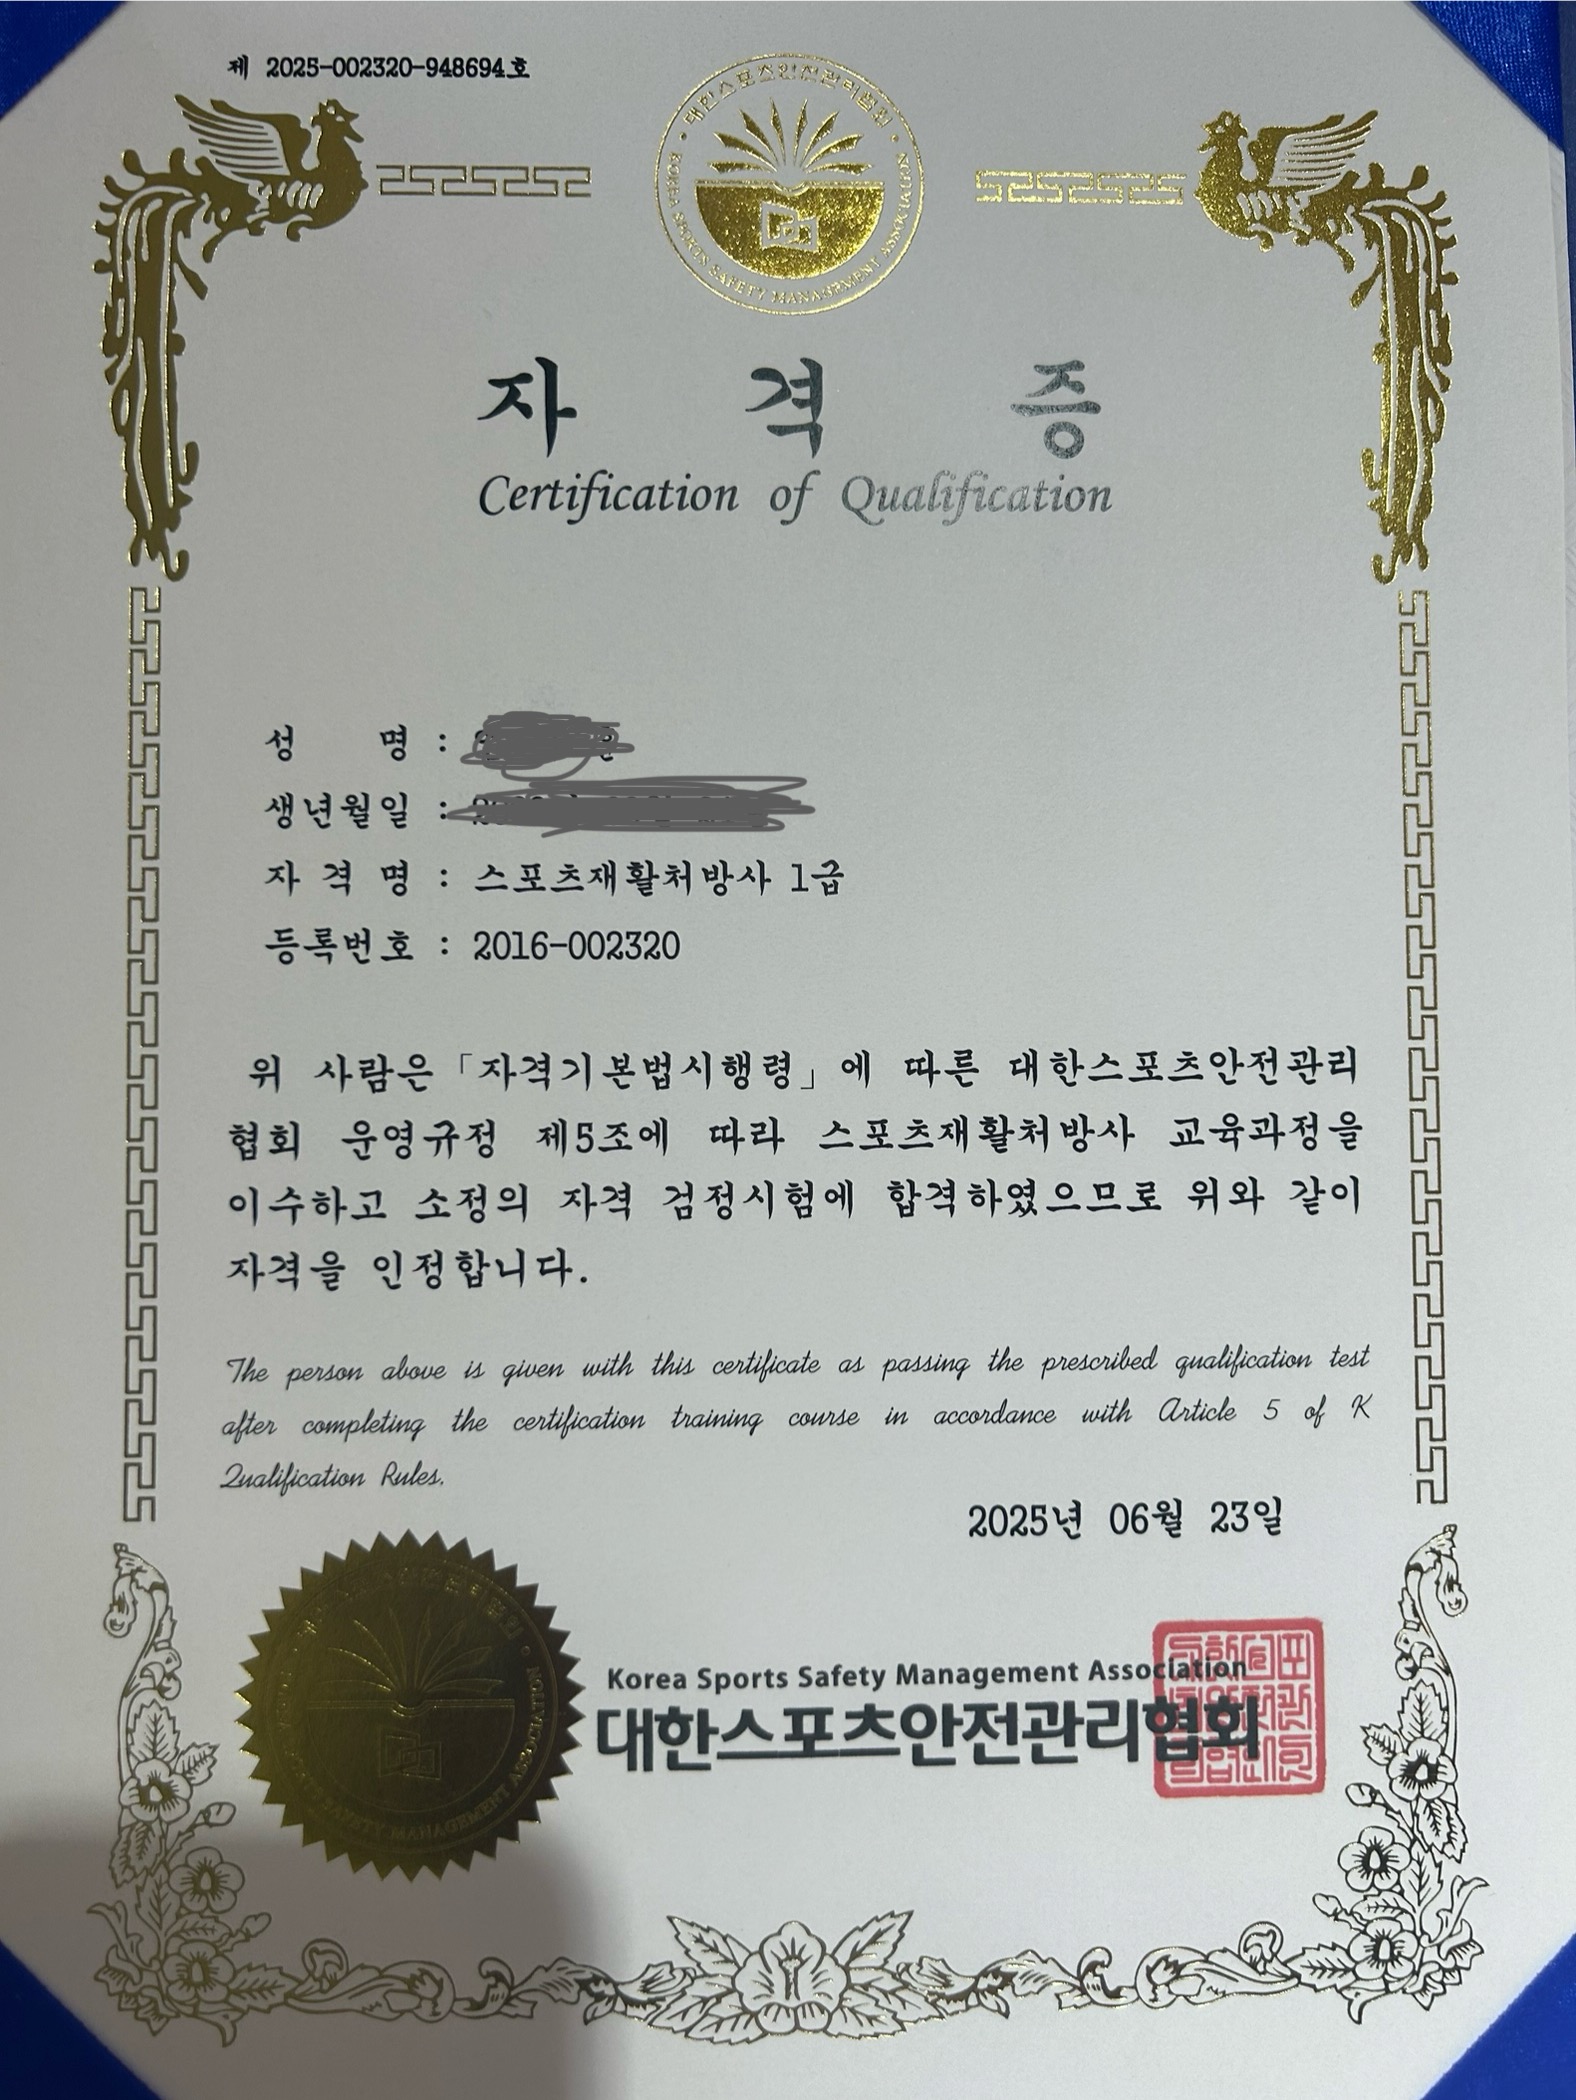 제 2025-002320-948694호
대한스포츠안전관리협회
KOREA SPORTS SAFETY MANAGEMENT ASSOCIATION
자 격 증
Certification of Qualification
성 명 :
생년월일 :
자 격 명 : 스포츠재활처방사 1급
등록번호 : 2016-002320
위 사람은 「자격기본법시행령」에 따른 대한스포츠안전관리
협회 운영규정 제5조에 따라 스포츠재활처방사 교육과정을
이수하고 소정의 자격 검정시험에 합격하였으므로 위와 같이
자격을 인정합니다.
The person above is given with this certificate as passing the prescribed qualification test
after completing the certification training course in accordance with Article 5 of K
Qualification Rules.
2025년 06월 23일
Korea Sports Safety Management Association
대한스포츠안전관리협회
SAFETY MANAGEMENT ASSOCIATION